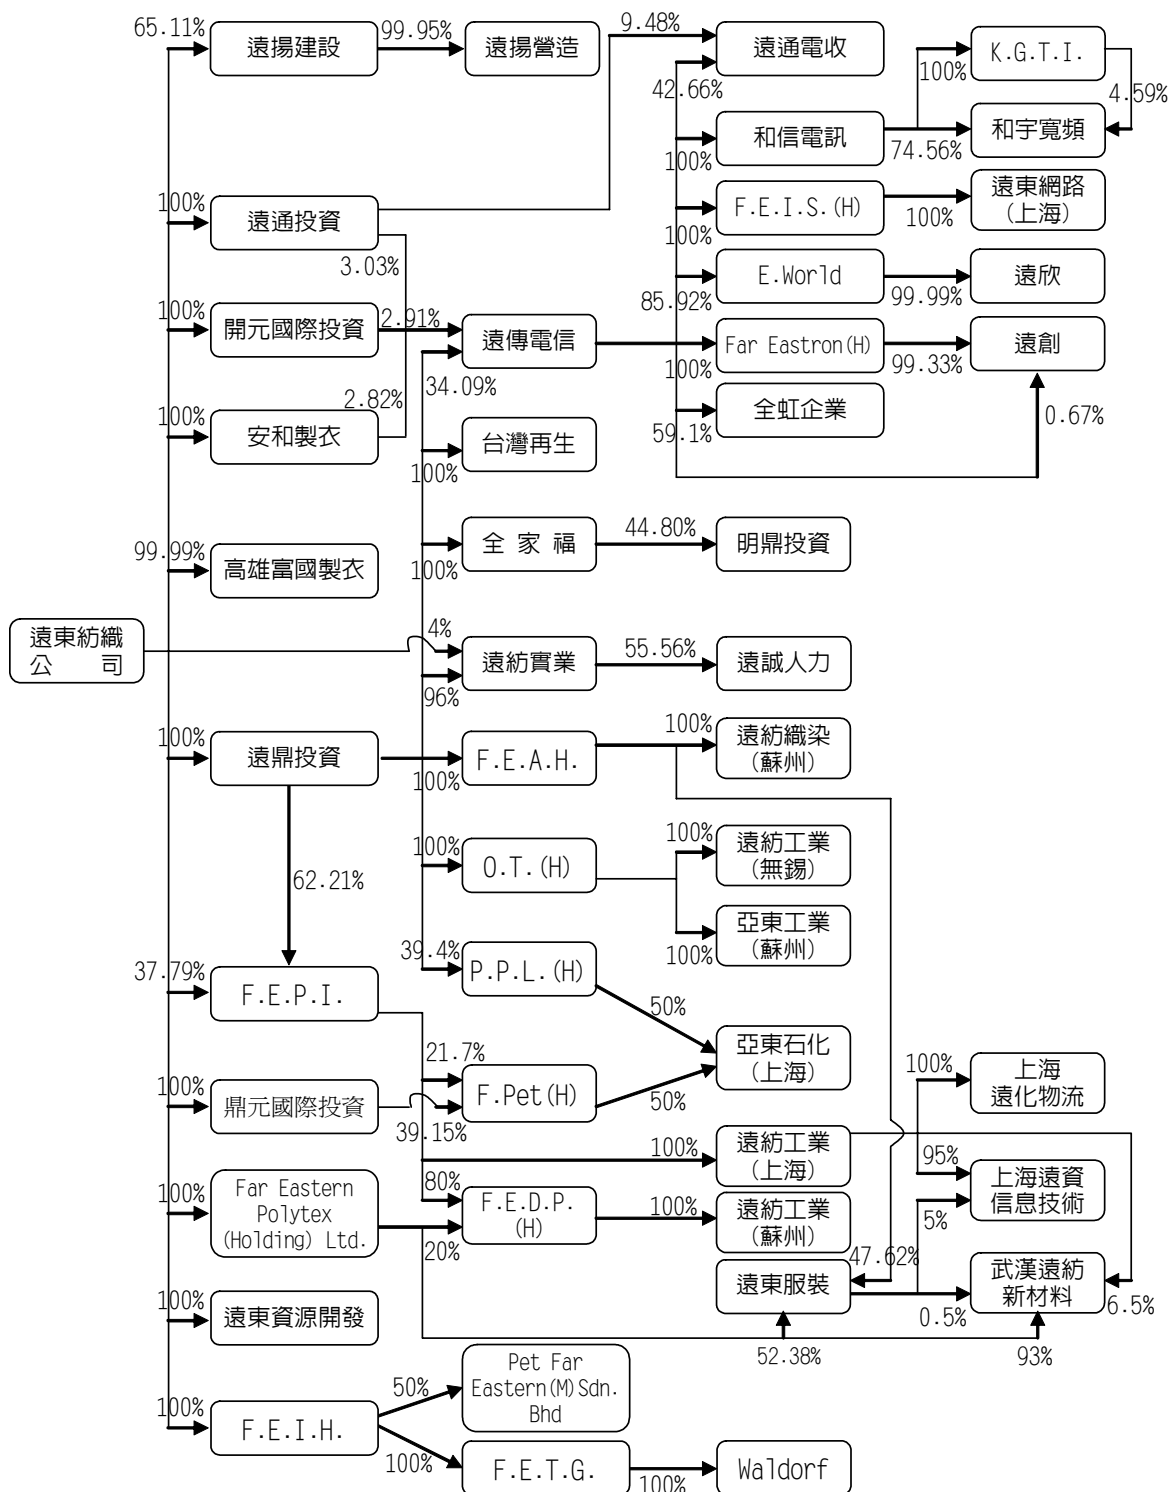 65.11%
遠揚建設
99.95%
遠揚營造
9.48%
遠通電收
42.66%
K.G.T.I.
100%
4.59%
和信電訊
100%
74.56%
和宇寬頻
100%
遠通投資
3.03%
F.E.I.S.(H)
100%
100%
遠東網路
(上海)
E.World
85.92%
99.99%
遠欣
100%
開元國際投資
2.91%
遠傳電信
34.09%
Far Eastron(H)
100%
99.33%
遠創
0.67%
2.82%
100%
安和製衣
全虹企業
59.1%
台灣再生
100%
99.99%
高雄富國製衣
全 家 福
100%
44.80%
明鼎投資
遠東紡織
公 司
4%
遠紡實業
96%
55.56%
遠誠人力
100%
遠鼎投資
F.E.A.H.
100%
100%
遠紡織染
(蘇州)
62.21%
100%
O.T.(H)
100%
遠紡工業
(無錫)
亞東工業
(蘇州)
100%
39.4%
P.P.L.(H)
50%
37.79%
F.E.P.I.
亞東石化
(上海)
50%
21.7%
F.Pet(H)
100%
鼎元國際投資
39.15%
100%
上海
遠化物流
100%
遠紡工業
(上海)
95%
上海遠資
信息技術
5%
100%
Far Eastern
Polytex
(Holding) Ltd.
80%
F.E.D.P.
(H)
20%
100%
遠紡工業
(蘇州)
47.62%
遠東服裝
0.5%
武漢遠紡
新材料
6.5%
52.38%
93%
100%
遠東資源開發
100%
F.E.I.H.
50%
Pet Far
Eastern(M)Sdn.
Bhd
100%
F.E.T.G.
100%
Waldorf